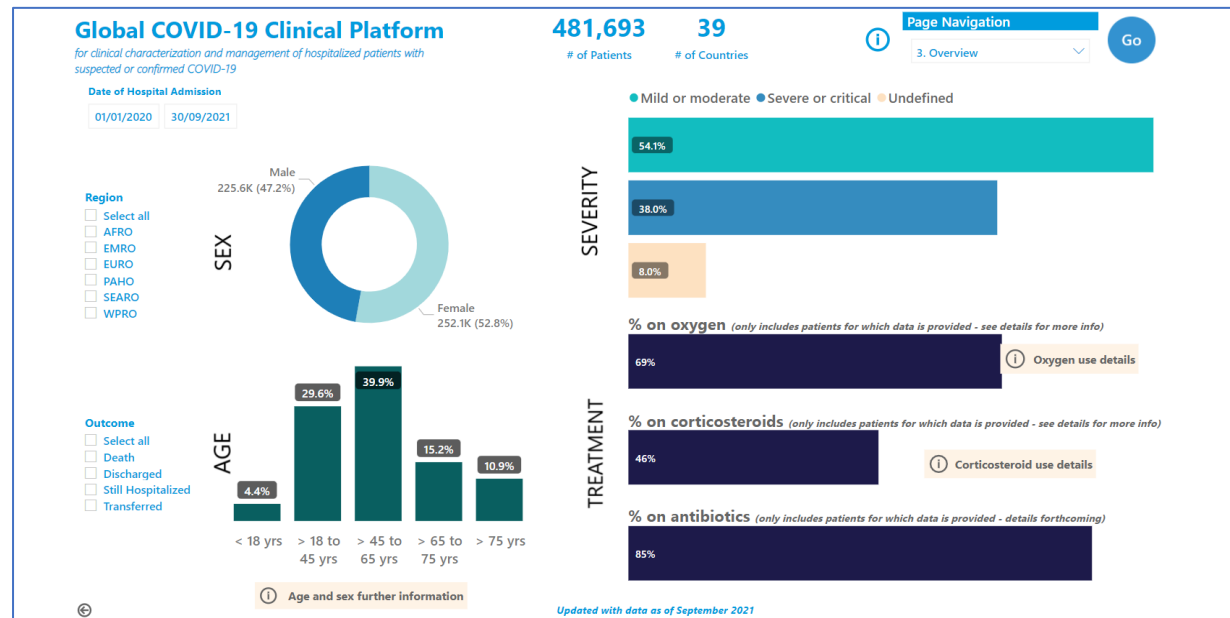 Global COVID-19 Clinical Platform
for clinical characterization and management of hospitalized patients with
suspected or confirmed COVID-19
481,693
# of Patients
39
# of Countries
Page Navigation
3. Overview
Go
Date of Hospital Admission
01/01/2020
30/09/2021
Region
Select all
AFRO
EMRO
EURO
PAHO
SEARO
WPRO
Outcome
Select all
Death
Discharged
Still Hospitalized
Transferred
SEX
Male
225.6K (47.2%)
Female
252.1K (52.8%)
AGE
4.4%
29.6%
39.9%
15.2%
10.9%
< 18 yrs
> 18 to
45 yrs
> 45 to
65 yrs
> 65 to
75 yrs
> 75 yrs
Age and sex further information
SEVERITY
Mild or moderate
Severe or critical
Undefined
54.1%
38.0%
8.0%
TREATMENT
% on oxygen (only includes patients for which data is provided - see details for more info)
69%
Oxygen use details
% on corticosteroids (only includes patients for which data is provided - see details for more info)
46%
Corticosteroid use details
% on antibiotics (only includes patients for which data is provided - details forthcoming)
85%
Updated with data as of September 2021